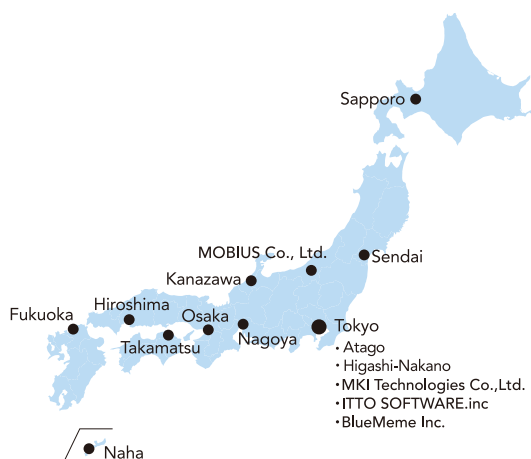 Sapporo
MOBIUS Co., Ltd.
Sendai
Kanazawa
Hiroshima
Fukuoka
Osaka
Takamatsu
Nagoya
Tokyo
・Atago
・Higashi-Nakano
・MKI Technologies Co.,Ltd.
・ITTO SOFTWARE.inc
・BlueMeme Inc.
Naha